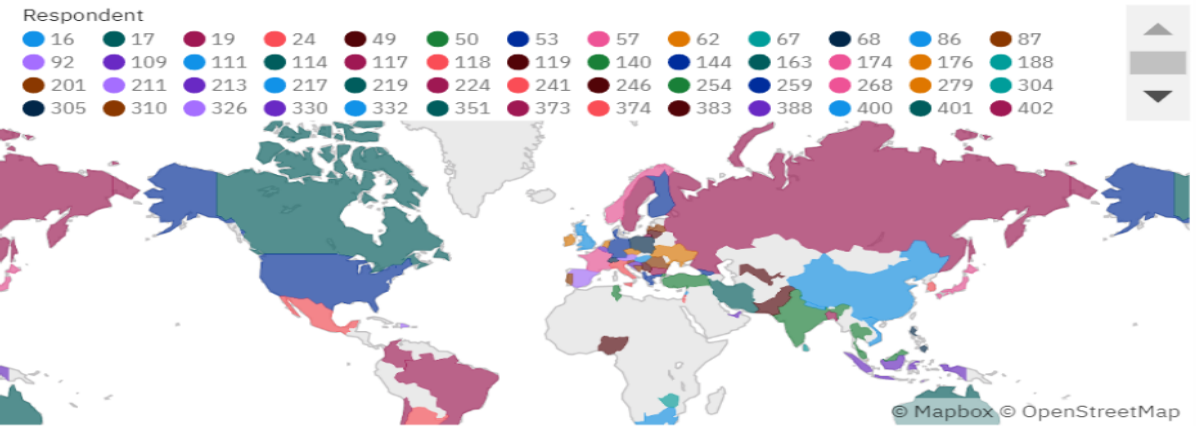 Respondent
16 17 19 24 49 50 53 57 62 67 68 86 87
92 109 111 114 117 118 119 140 144 163 174 176 188
201 211 213 217 219 224 241 246 254 259 268 279 304
305 310 326 330 332 351 373 374 383 388 400 401 402
© Mapbox © OpenStreetMap